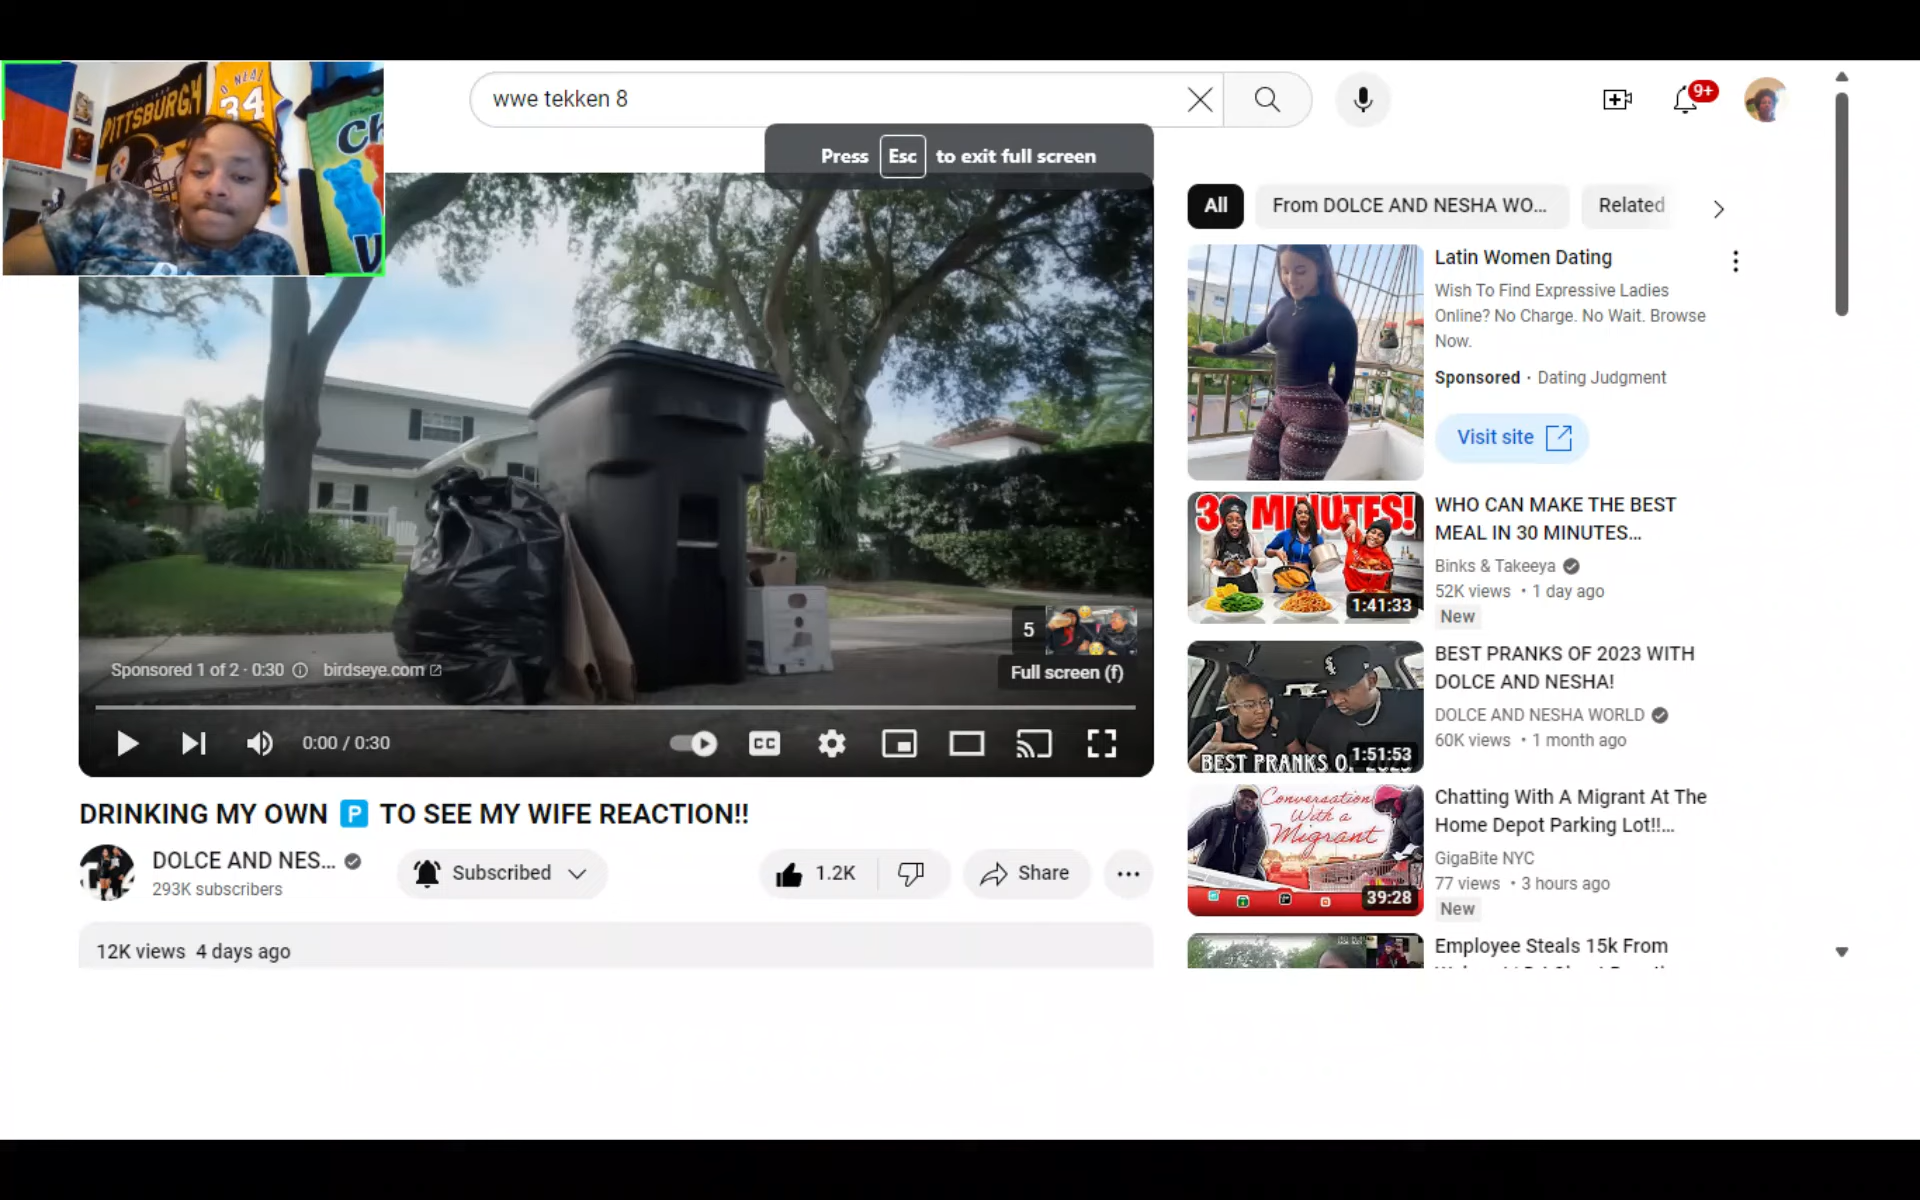 PITTSBURGH
O'NEAL
34
Ch
V
wwe tekken 8
9+
Press Esc to exit full screen
Sponsored 1 of 2 · 0:30 birdseye.com
5
Full screen (f)
0:00 / 0:30
CC
DRINKING MY OWN 🅿️ TO SEE MY WIFE REACTION!!
DOLCE AND NES...
293K subscribers
Subscribed
1.2K
Share
12K views 4 days ago
All
From DOLCE AND NESHA WO...
Related
Latin Women Dating
Wish To Find Expressive Ladies
Online? No Charge. No Wait. Browse
Now.
Sponsored · Dating Judgment
Visit site
30 MINUTES!
1:41:33
WHO CAN MAKE THE BEST
MEAL IN 30 MINUTES...
Binks & Takeeya
52K views • 1 day ago
New
BEST PRANKS O
1:51:53
BEST PRANKS OF 2023 WITH
DOLCE AND NESHA!
DOLCE AND NESHA WORLD
60K views • 1 month ago
Conversation
With a
Migrant
39:28
Chatting With A Migrant At The
Home Depot Parking Lot!!...
GigaBite NYC
77 views • 3 hours ago
New
Employee Steals 15k From